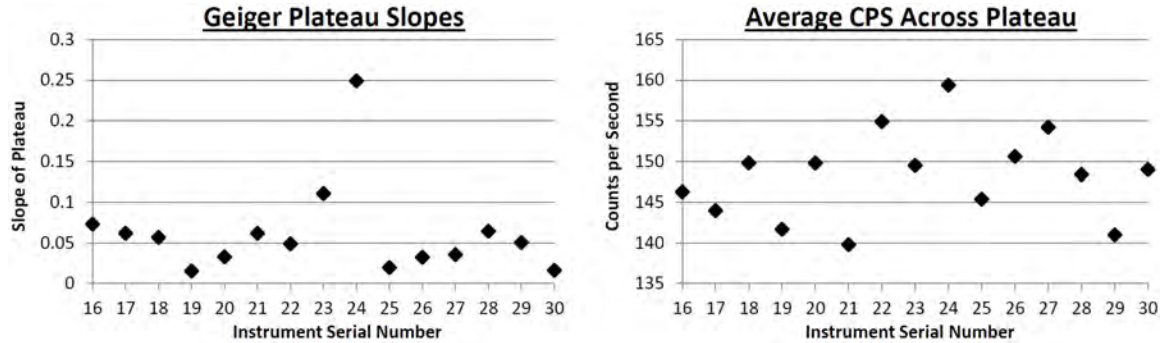 Geiger Plateau Slopes
0.3
0.25
0.2
0.15
0.1
0.05
0
Slope of Plateau
16 17 18 19 20 21 22 23 24 25 26 27 28 29 30
Instrument Serial Number
Average CPS Across Plateau
165
160
155
150
145
140
135
Counts per Second
16 17 18 19 20 21 22 23 24 25 26 27 28 29 30
Instrument Serial Number